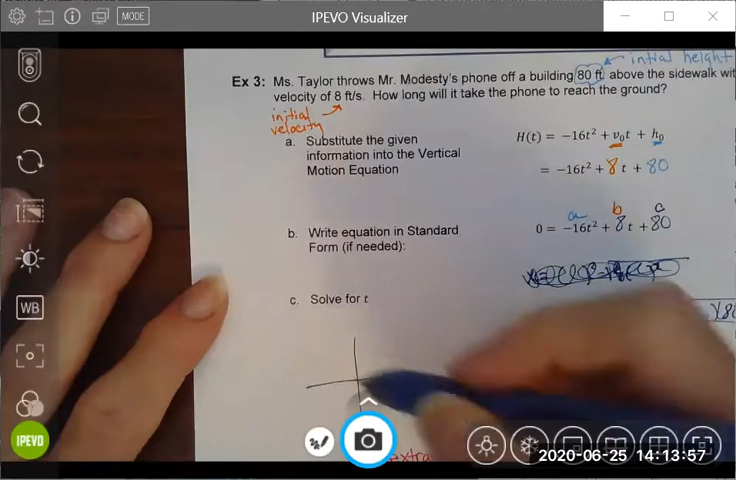 IPEVO Visualizer
MODE
intial height
Ex 3: Ms. Taylor throws Mr. Modesty's phone off a building 80 ft above the sidewalk wit
velocity of 8 ft/s. How long will it take the phone to reach the ground?
initial
velocity
a. Substitute the given
information into the Vertical
Motion Equation
H(t) = −16t² + v₀t + h₀
= −16t² + 8t + 80
a b c
b. Write equation in Standard
Form (if needed):
0 = −16t² + 8t + 80
c. Solve for t
WB
IPEVO
extra
2020-06-25 14:13:57